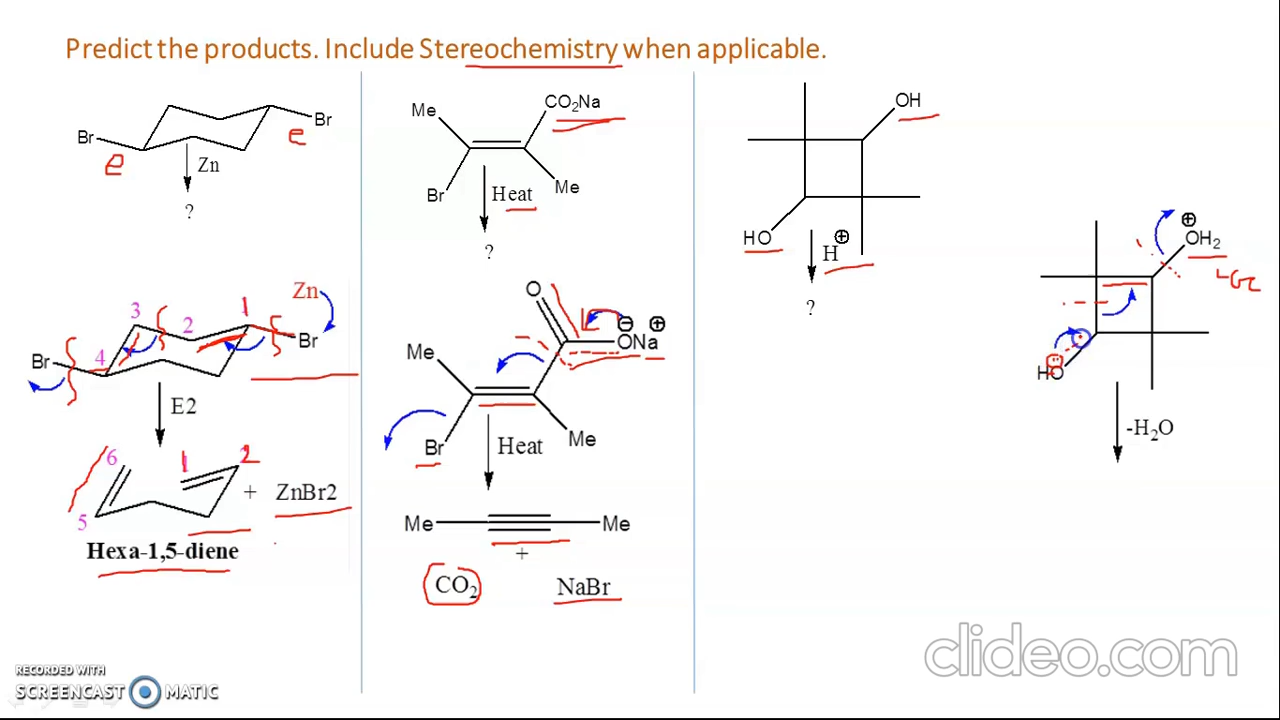 Predict the products. Include Stereochemistry when applicable.
Br
Br
e
e
Zn
?
Zn
3
2
1
4
Br
Br
E2
6
1
2
5
+ ZnBr2
Hexa-1,5-diene
Me
CO₂Na
Br
Me
Heat
?
O
⊖ ⊕
ONa
Me
Br
Me
Heat
Me
Me
+
CO₂
NaBr
OH
HO
H⊕
?
⊕
OH₂
LG
HO
-H₂O
RECORDED WITH
SCREENCAST MATIC
clideo.com